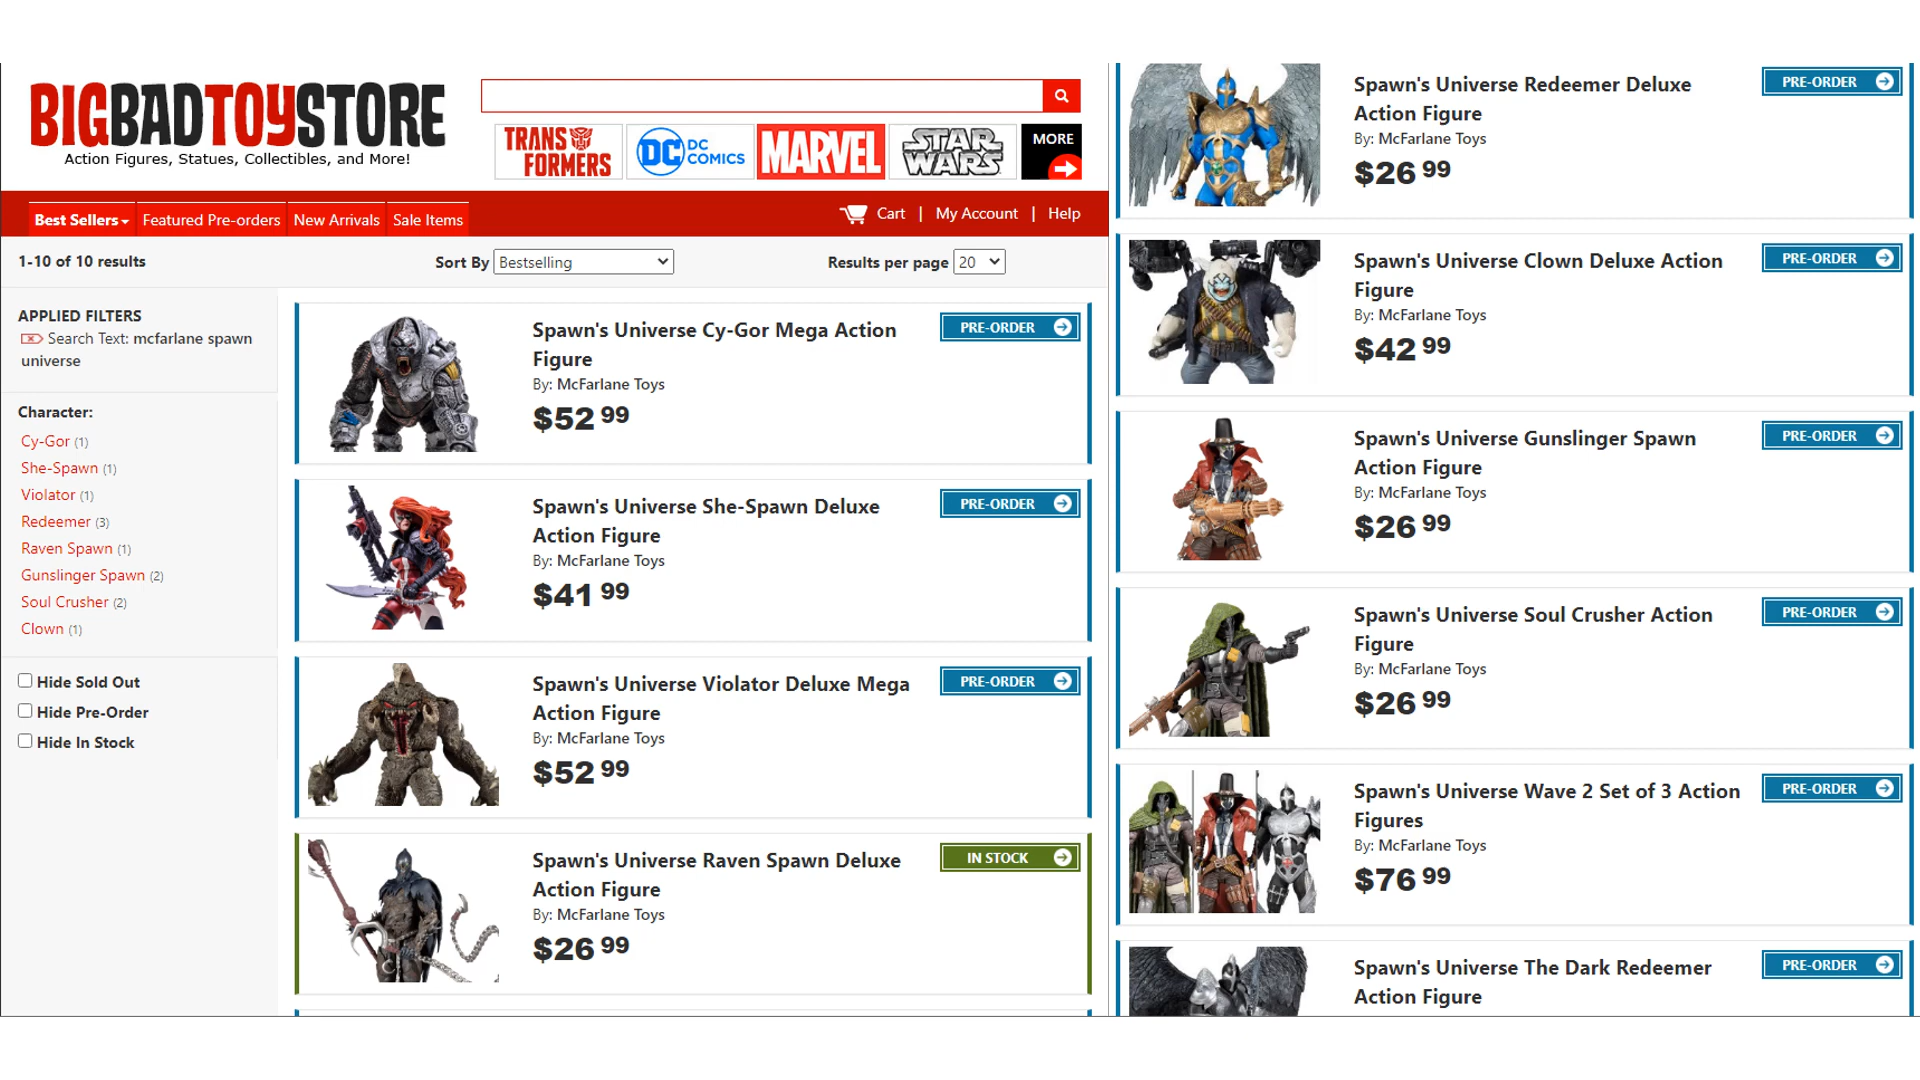 BIGBADTOYSTORE
Action Figures, Statues, Collectibles, and More!
TRANS
FORMERS
DC
DC
COMICS
MARVEL
STAR
WARS
MORE
Best Sellers
Featured Pre-orders
New Arrivals
Sale Items
Cart | My Account | Help
1-10 of 10 results
Sort By Bestselling
Results per page 20
APPLIED FILTERS
Search Text: mcfarlane spawn
universe
Character:
Cy-Gor (1)
She-Spawn (1)
Violator (1)
Redeemer (3)
Raven Spawn (1)
Gunslinger Spawn (2)
Soul Crusher (2)
Clown (1)
Hide Sold Out
Hide Pre-Order
Hide In Stock
Spawn's Universe Cy-Gor Mega Action
Figure
By: McFarlane Toys
$52 99
PRE-ORDER
Spawn's Universe She-Spawn Deluxe
Action Figure
By: McFarlane Toys
$41 99
PRE-ORDER
Spawn's Universe Violator Deluxe Mega
Action Figure
By: McFarlane Toys
$52 99
PRE-ORDER
Spawn's Universe Raven Spawn Deluxe
Action Figure
By: McFarlane Toys
$26 99
IN STOCK
Spawn's Universe Redeemer Deluxe
Action Figure
By: McFarlane Toys
$26 99
PRE-ORDER
Spawn's Universe Clown Deluxe Action
Figure
By: McFarlane Toys
$42 99
PRE-ORDER
Spawn's Universe Gunslinger Spawn
Action Figure
By: McFarlane Toys
$26 99
PRE-ORDER
Spawn's Universe Soul Crusher Action
Figure
By: McFarlane Toys
$26 99
PRE-ORDER
Spawn's Universe Wave 2 Set of 3 Action
Figures
By: McFarlane Toys
$76 99
PRE-ORDER
Spawn's Universe The Dark Redeemer
Action Figure
PRE-ORDER